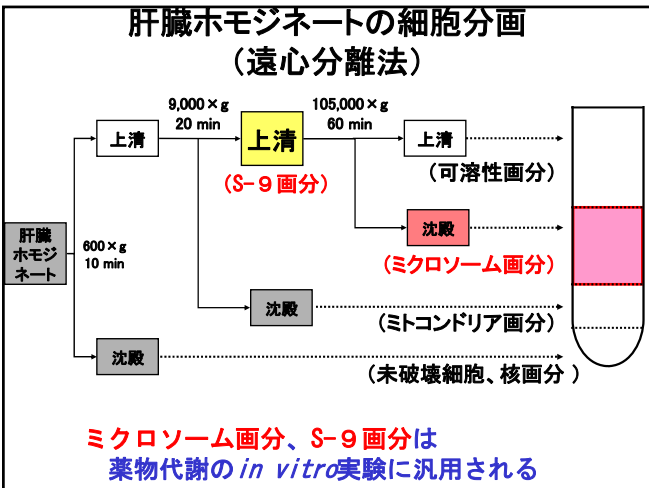 肝臓ホモジネートの細胞分画
(遠心分離法)
9,000×g
20 min
105,000×g
60 min
上清
上清
上清
(S-9画分)
(可溶性画分)
肝臓
ホモジ
ネート
600×g
10 min
沈殿
(ミクロソーム画分)
沈殿
(ミトコンドリア画分)
沈殿
(未破壊細胞、核画分 )
ミクロソーム画分、S-9画分は
薬物代謝のin vitro実験に汎用される